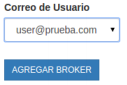 Correo de Usuario
user@prueba.com
AGREGAR BROKER